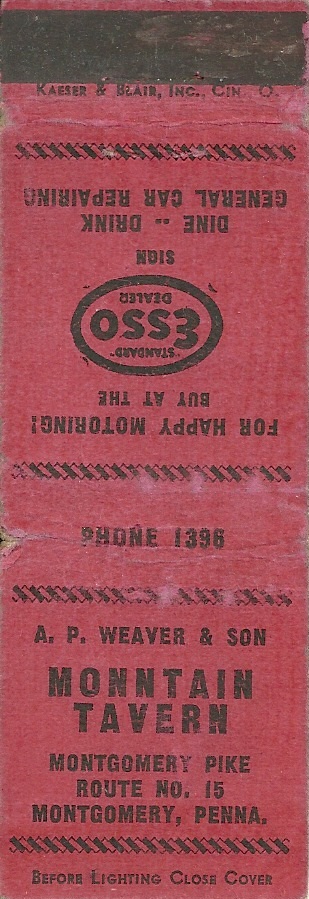 KAESER & BLAIR, INC., CIN. O.
FOR HAPPY MOTORING!
BUY AT THE
"STANDARD"
ESSO
DEALER
SIGN
DINE -- DRINK
GENERAL CAR REPAIRING
PHONE 1396
A. P. WEAVER & SON
MONNTAIN
TAVERN
MONTGOMERY PIKE
ROUTE NO. 15
MONTGOMERY, PENNA.
BEFORE LIGHTING CLOSE COVER